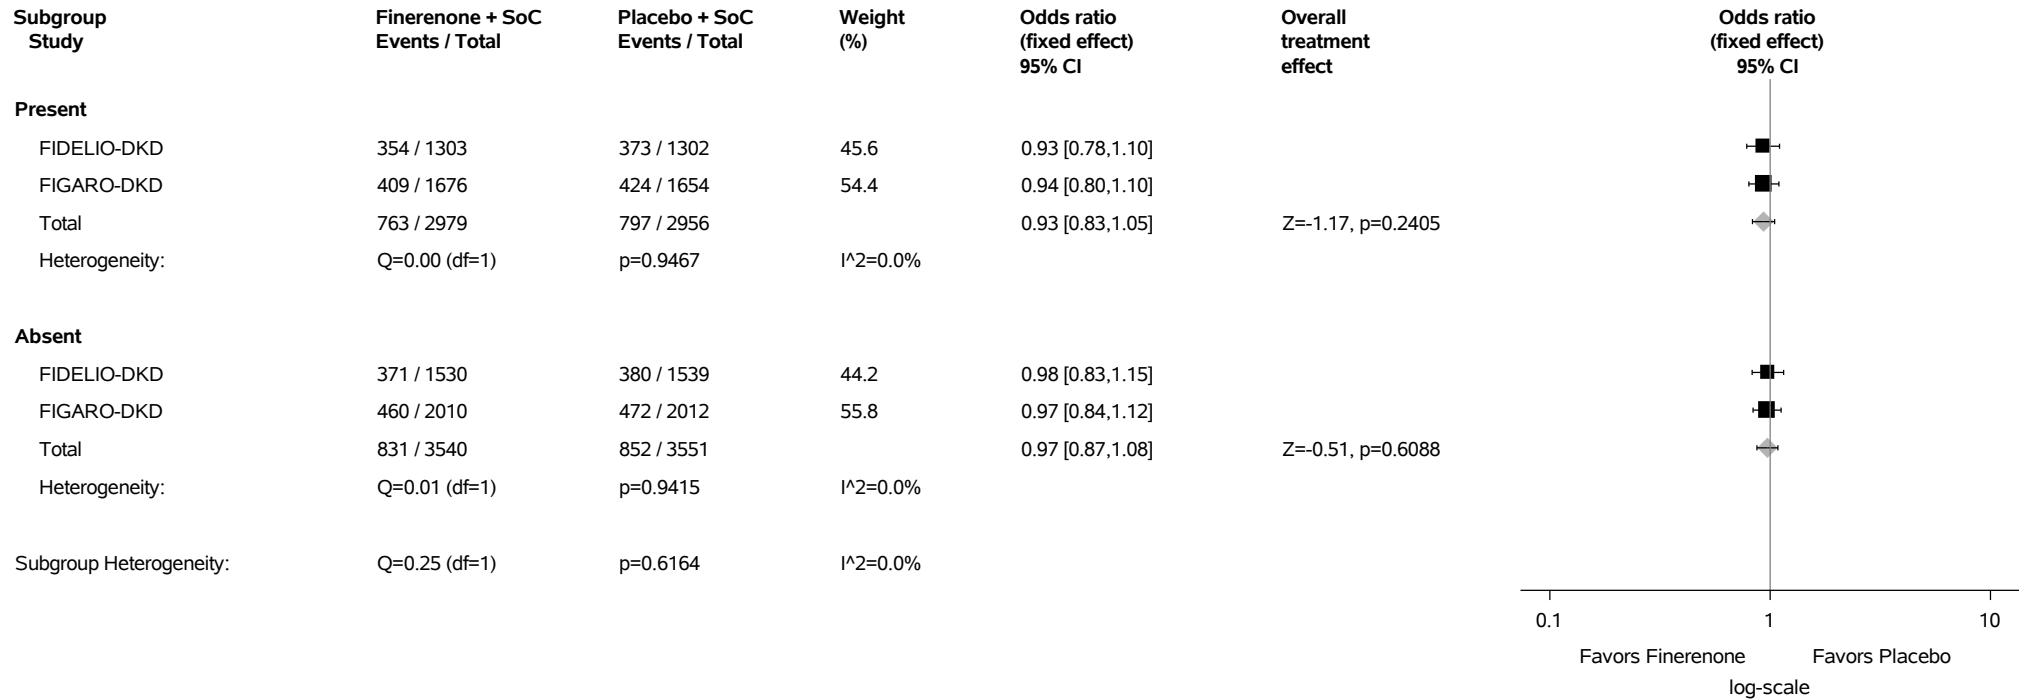 Subgroup Finerenone + SoC Placebo + SoC Weight Odds ratio Overall Odds ratio
Study Events / Total Events / Total (%) (fixed effect) treatment (fixed effect)
95% CI effect 95% CI
Present
FIDELIO-DKD 354 / 1303 373 / 1302 45.6 0.93 [0.78,1.10]
FIGARO-DKD 409 / 1676 424 / 1654 54.4 0.94 [0.80,1.10]
Total 763 / 2979 797 / 2956 0.93 [0.83,1.05] Z=-1.17, p=0.2405
Heterogeneity: Q=0.00 (df=1) p=0.9467 I^2=0.0%
Absent
FIDELIO-DKD 371 / 1530 380 / 1539 44.2 0.98 [0.83,1.15]
FIGARO-DKD 460 / 2010 472 / 2012 55.8 0.97 [0.84,1.12]
Total 831 / 3540 852 / 3551 0.97 [0.87,1.08] Z=-0.51, p=0.6088
Heterogeneity: Q=0.01 (df=1) p=0.9415 I^2=0.0%
Subgroup Heterogeneity: Q=0.25 (df=1) p=0.6164 I^2=0.0%
0.1 1 10
Favors Finerenone Favors Placebo
log-scale